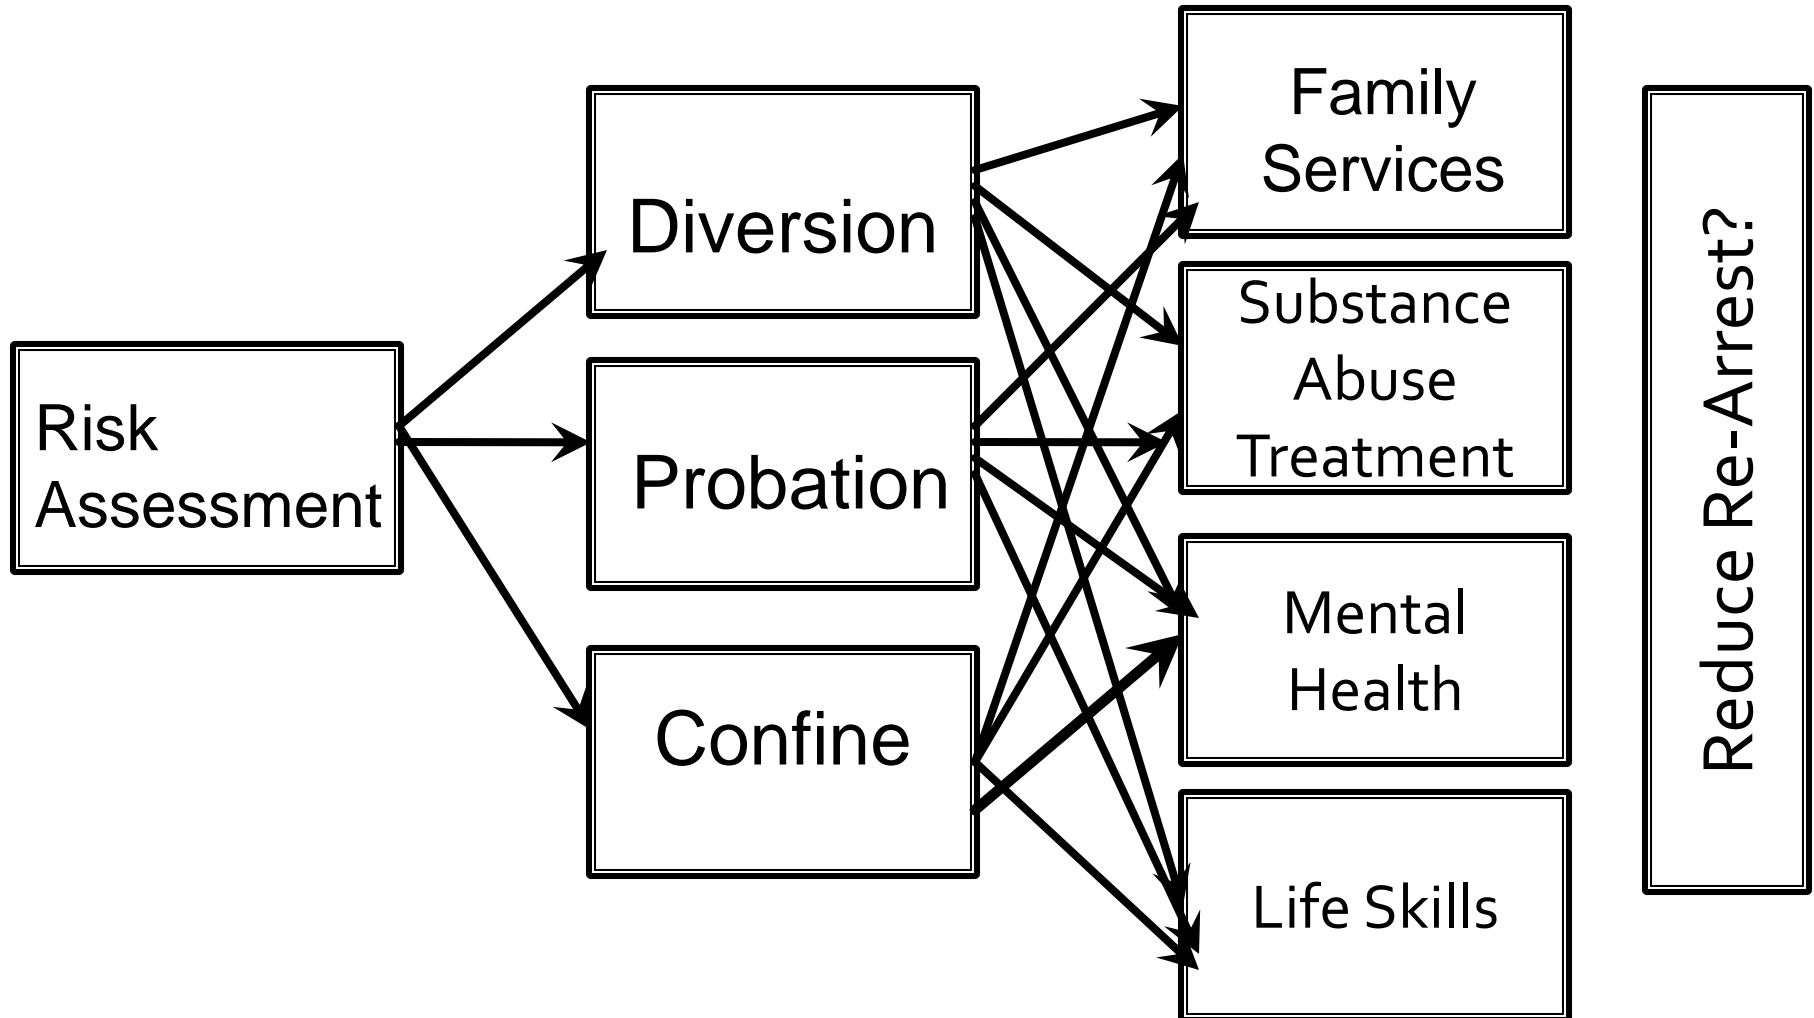 Risk
Assessment
Diversion
Probation
Confine
Family
Services
Substance
Abuse
Treatment
Mental
Health
Life Skills
Reduce Re-Arrest?